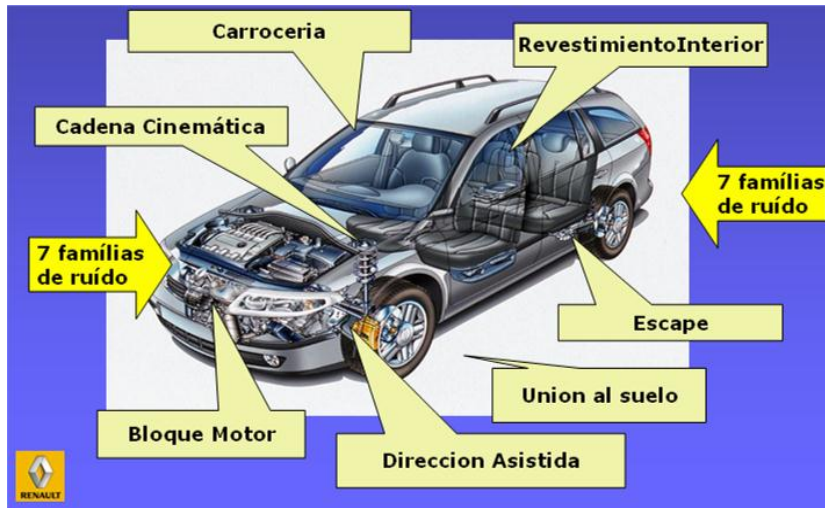 Carroceria
RevestimientoInterior
Cadena Cinemática
7 famílias
de ruído
7 famílias
de ruído
Escape
Union al suelo
Bloque Motor
Direccion Asistida
RENAULT